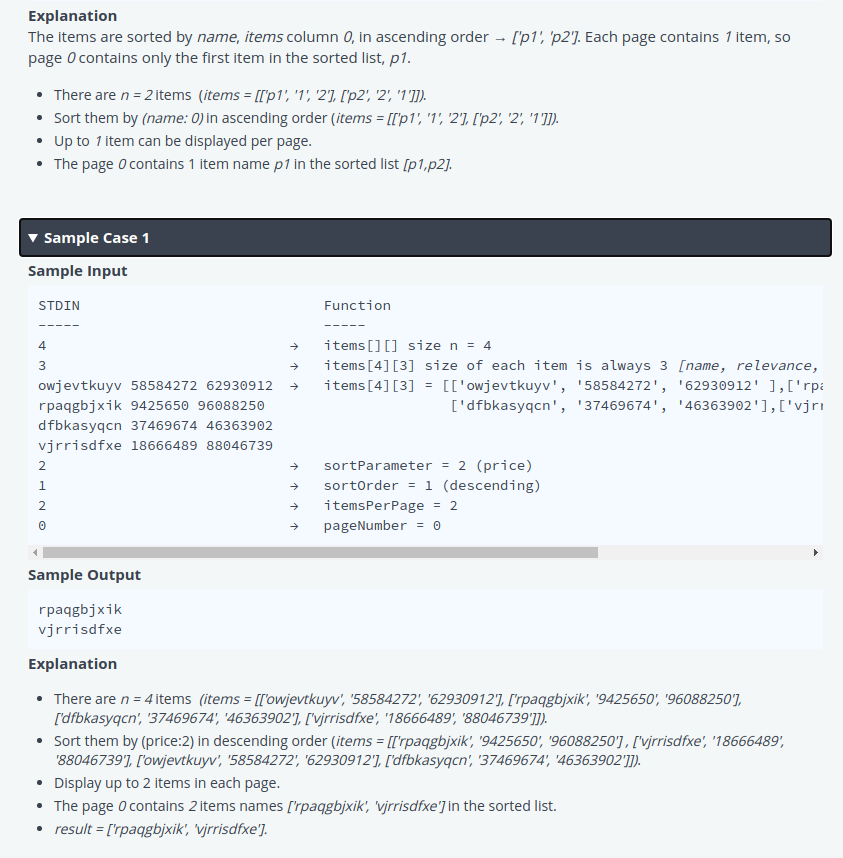 Explanation
The items are sorted by name, items column 0, in ascending order → ['p1', 'p2']. Each page contains 1 item, so
page 0 contains only the first item in the sorted list, p1.
• There are n = 2 items (items = [['p1', '1', '2'], ['p2', '2', '1']]).
• Sort them by (name: 0) in ascending order (items = [['p1', '1', '2'], ['p2', '2', '1']]).
• Up to 1 item can be displayed per page.
• The page 0 contains 1 item name p1 in the sorted list [p1,p2].
▼ Sample Case 1
Sample Input
STDIN Function
----- -----
4 → items[][] size n = 4
3 → items[4][3] size of each item is always 3 [name, relevance,
owjevtkuyv 58584272 62930912 → items[4][3] = [['owjevtkuyv', '58584272', '62930912' ],['rpa
rpaqgbjxik 9425650 96088250 ['dfbkasyqcn', '37469674', '46363902'],['vjrr
dfbkasyqcn 37469674 46363902
vjrrisdfxe 18666489 88046739
2 → sortParameter = 2 (price)
1 → sortOrder = 1 (descending)
2 → itemsPerPage = 2
0 → pageNumber = 0
Sample Output
rpaqgbjxik
vjrrisdfxe
Explanation
• There are n = 4 items (items = [['owjevtkuyv', '58584272', '62930912'], ['rpaqgbjxik', '9425650', '96088250'],
['dfbkasyqcn', '37469674', '46363902'], ['vjrrisdfxe', '18666489', '88046739']]).
• Sort them by (price:2) in descending order (items = [['rpaqgbjxik', '9425650', '96088250'] , ['vjrrisdfxe', '18666489',
'88046739'], ['owjevtkuyv', '58584272', '62930912'], ['dfbkasyqcn', '37469674', '46363902']]).
• Display up to 2 items in each page.
• The page 0 contains 2 items names ['rpaqgbjxik', 'vjrrisdfxe'] in the sorted list.
• result = ['rpaqgbjxik', 'vjrrisdfxe'].